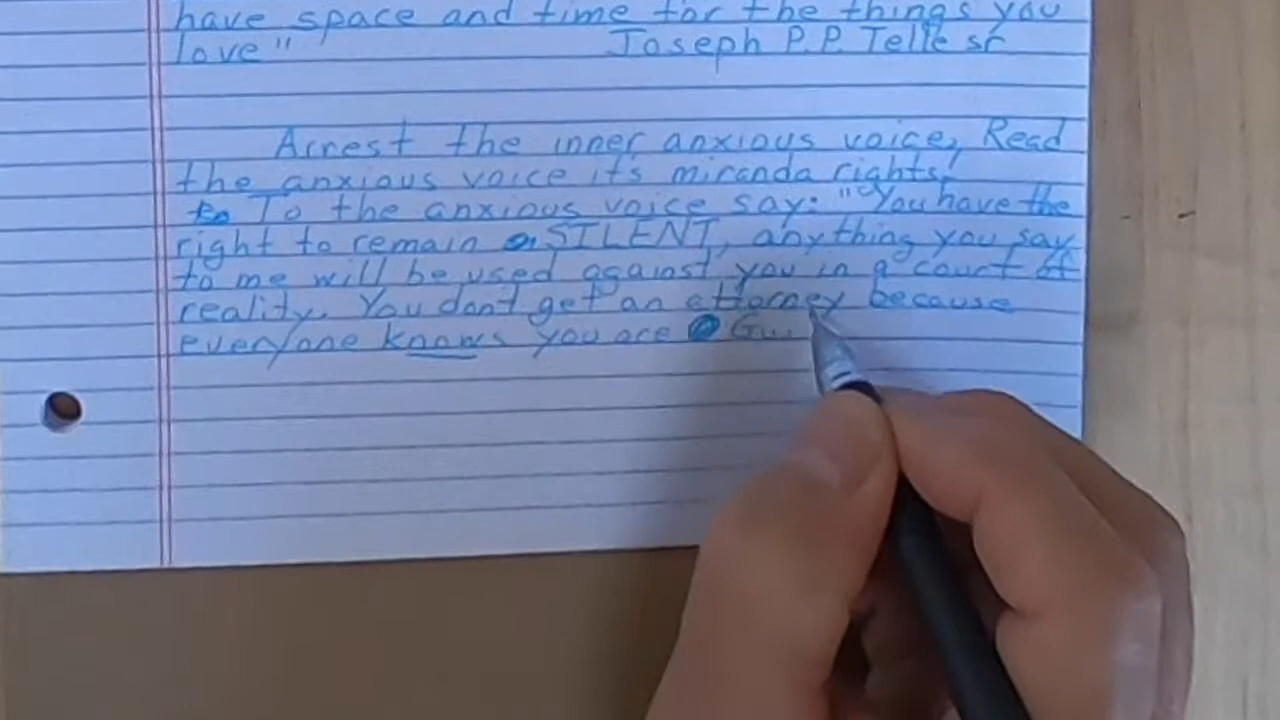 have space and time for the things you
love" Joseph P.P. Telle sr
Arrest the inner anxious voice, Read
the anxious voice its miranda rights.
to To the anxious voice say: "You have the
right to remain SILENT, anything you say
to me will be used against you in a court of
reality. You dont get an attorney because
everyone knows you are Gu